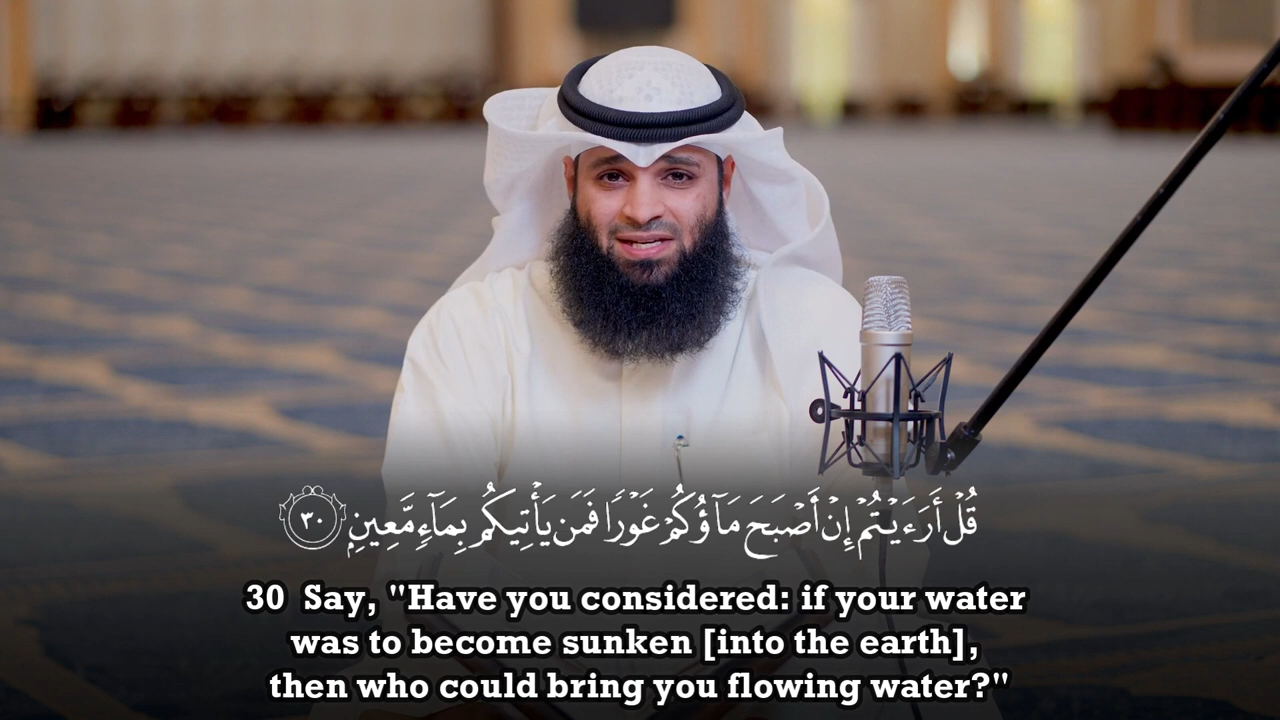 قُلْ أَرَءَيْتُمْ إِنْ أَصْبَحَ مَآؤُكُمْ غَوْرًا فَمَن يَأْتِيكُم بِمَآءٍ مَّعِينٍۭ ٣٠
30 Say, "Have you considered: if your water
was to become sunken [into the earth],
then who could bring you flowing water?"